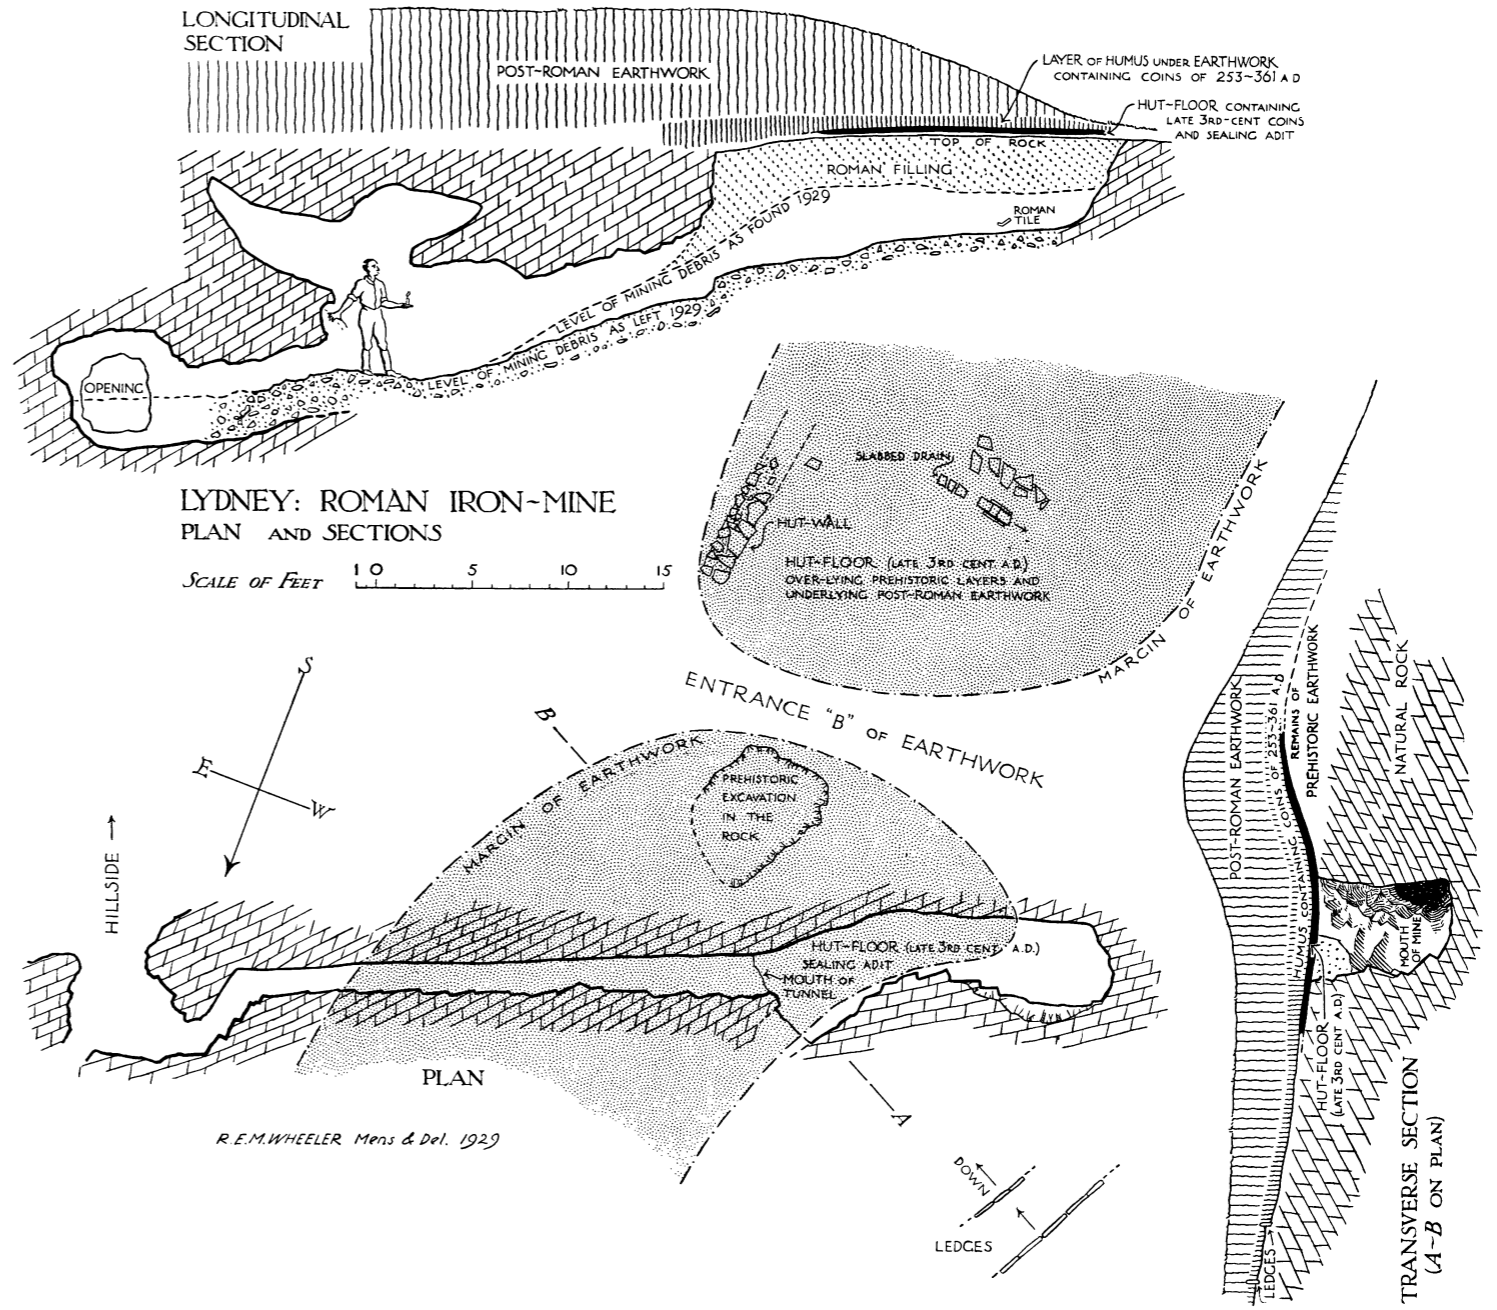 LONGITUDINAL
SECTION
POST-ROMAN EARTHWORK
LAYER OF HUMUS UNDER EARTHWORK
CONTAINING COINS OF 253~361 A D
HUT-FLOOR CONTAINING
LATE 3RD-CENT COINS
AND SEALING ADIT
TOP OF ROCK
ROMAN FILLING
ROMAN
TILE
LEVEL OF MINING DEBRIS AS FOUND 1929
LEVEL OF MINING DEBRIS AS LEFT 1929
OPENING
LYDNEY: ROMAN IRON~MINE
PLAN AND SECTIONS
SCALE OF FEET
1 0 5 10 15
SLABBED DRAIN
HUT-WALL
HUT-FLOOR (LATE 3RD CENT. A.D.)
OVER-LYING PREHISTORIC LAYERS AND
UNDERLYING POST-ROMAN EARTHWORK
MARGIN OF EARTHWORK
ENTRANCE "B" OF EARTHWORK
S
E
W
HILLSIDE
B
MARGIN OF EARTHWORK
PREHISTORIC
EXCAVATION
IN THE
ROCK
HUT-FLOOR (LATE 3RD CENT. A.D.)
SEALING ADIT
MOUTH OF
TUNNEL
PLAN
A
R.E.M.WHEELER Mens & Del. 1929
DOWN
LEDGES
POST-ROMAN EARTHWORK
HUMUS CONTAINING COINS OF 253-361 A.D
REMAINS OF
PREHISTORIC EARTHWORK
NATURAL ROCK
MOUTH
OF MINE
HUT-FLOOR
(LATE 3RD CENT A.D.)
LEDGES
TRANSVERSE SECTION
(A~B ON PLAN)